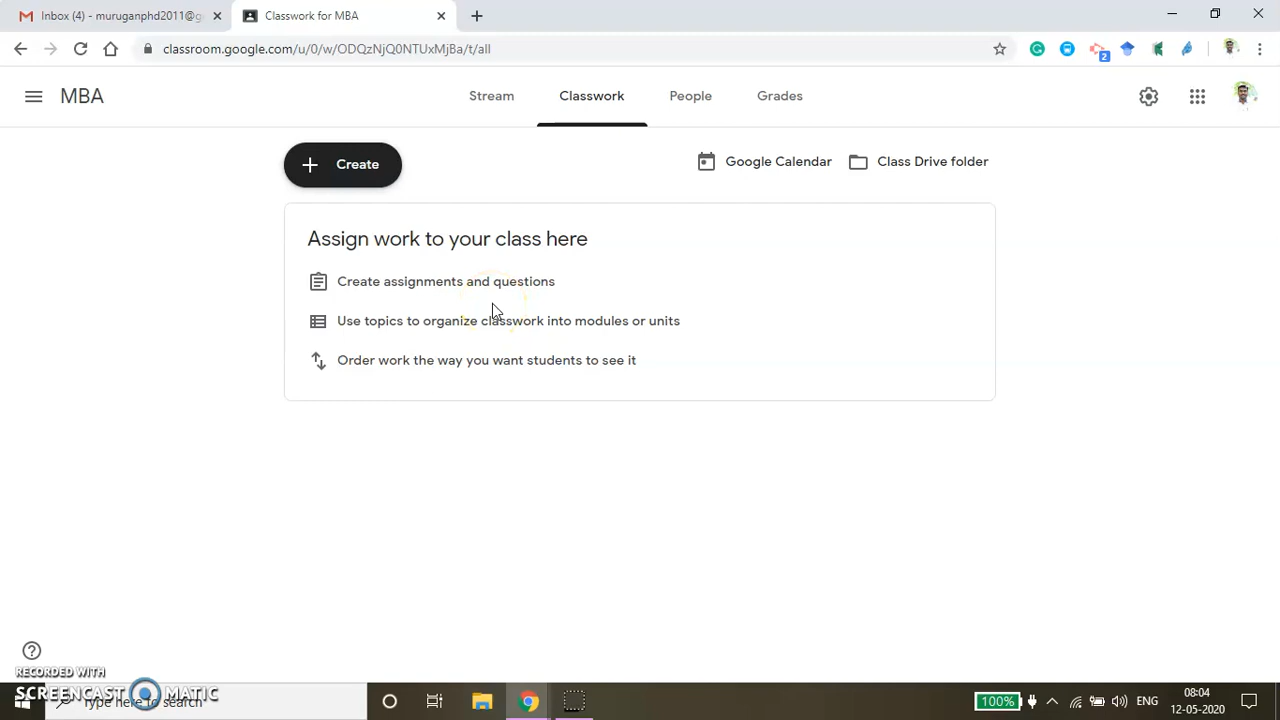 Inbox (4) - muruganphd2011@g
Classwork for MBA
classroom.google.com/u/0/w/ODQzNjQ0NTUxMjBa/t/all
2
MBA
Stream
Classwork
People
Grades
Create
Google Calendar
Class Drive folder
Assign work to your class here
Create assignments and questions
Use topics to organize classwork into modules or units
Order work the way you want students to see it
RECORDED WITH
SCREENCAST MATIC
Type here to search
100%
ENG
08:04
12-05-2020